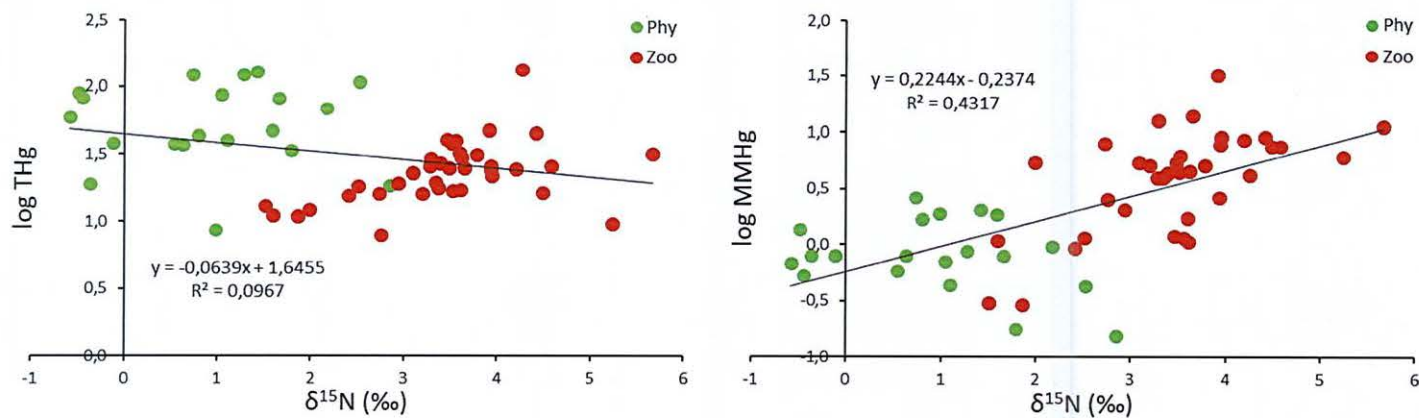 2,5
2,0
1,5
1,0
0,5
0,0
log THg
Phy
Zoo
y = -0,0639x + 1,6455
R² = 0,0967
-1 0 1 2 3 4 5 6
δ¹⁵N (‰)
2,0
1,5
1,0
0,5
0,0
-0,5
-1,0
log MMHg
Phy
Zoo
y = 0,2244x - 0,2374
R² = 0,4317
-1 0 1 2 3 4 5 6
δ¹⁵N (‰)